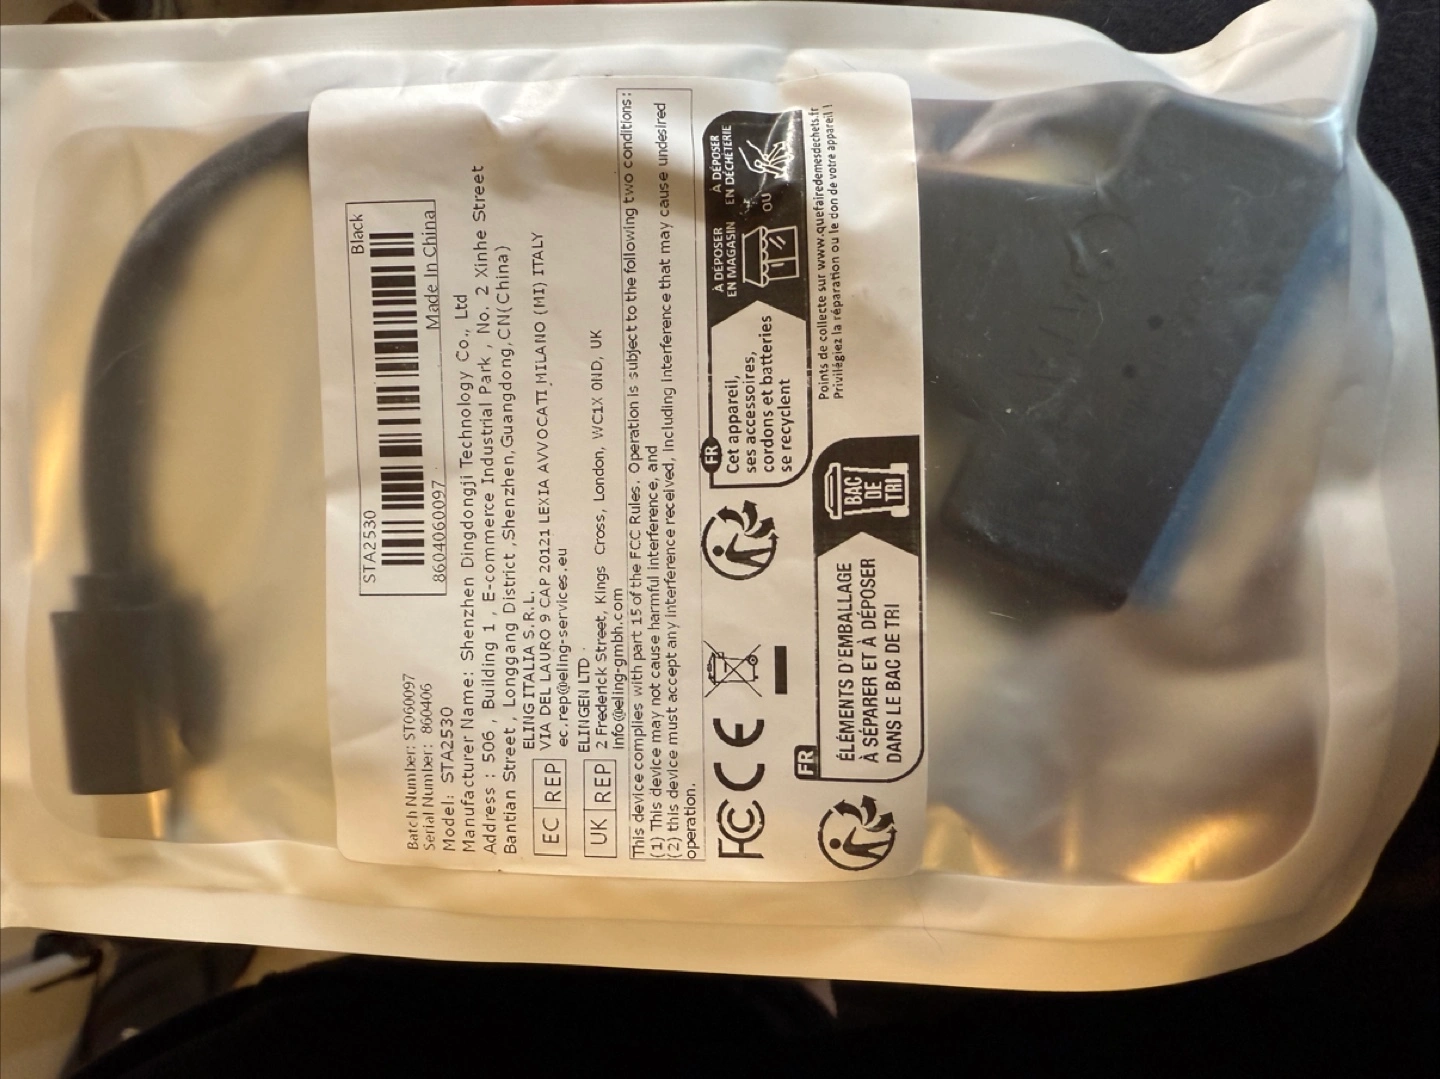 STA2530
Black
8604060097
Made In China
Batch Number: ST060097
Serial Number: 860406
Model: STA2530
Manufacturer Name: Shenzhen Dingdongji Technology Co., Ltd
Address : 506 , Building 1 , E-commerce Industrial Park , No. 2 Xinhe Street
Bantian Street , Longgang District ,Shenzhen,Guangdong,CN(China)
EC REP
ELING ITALIA S.R.L.
VIA DEL LAURO 9 CAP 20121 LEXIA AVVOCATI MILANO (MI) ITALY
ec.rep@eling-services.eu
UK REP
ELINGEN LTD
2 Frederick Street, Kings Cross, London, WC1X 0ND, UK
Info@eling-gmbh.com
This device complies with part 15 of the FCC Rules. Operation is subject to the following two conditions:
(1) This device may not cause harmful interference, and
(2) this device must accept any interference received, including interference that may cause undesired
operation.
FCC CE
FR
Cet appareil,
ses accessoires,
cordons et batteries
se recyclent
À DÉPOSER
EN MAGASIN
OU
À DÉPOSER
EN DÉCHÈTERIE
Points de collecte sur www.quefairedemesdechets.fr
Privilégiez la réparation ou le don de votre appareil !
FR
ÉLÉMENTS D'EMBALLAGE
À SÉPARER ET À DÉPOSER
DANS LE BAC DE TRI
BAC
DE
TRI